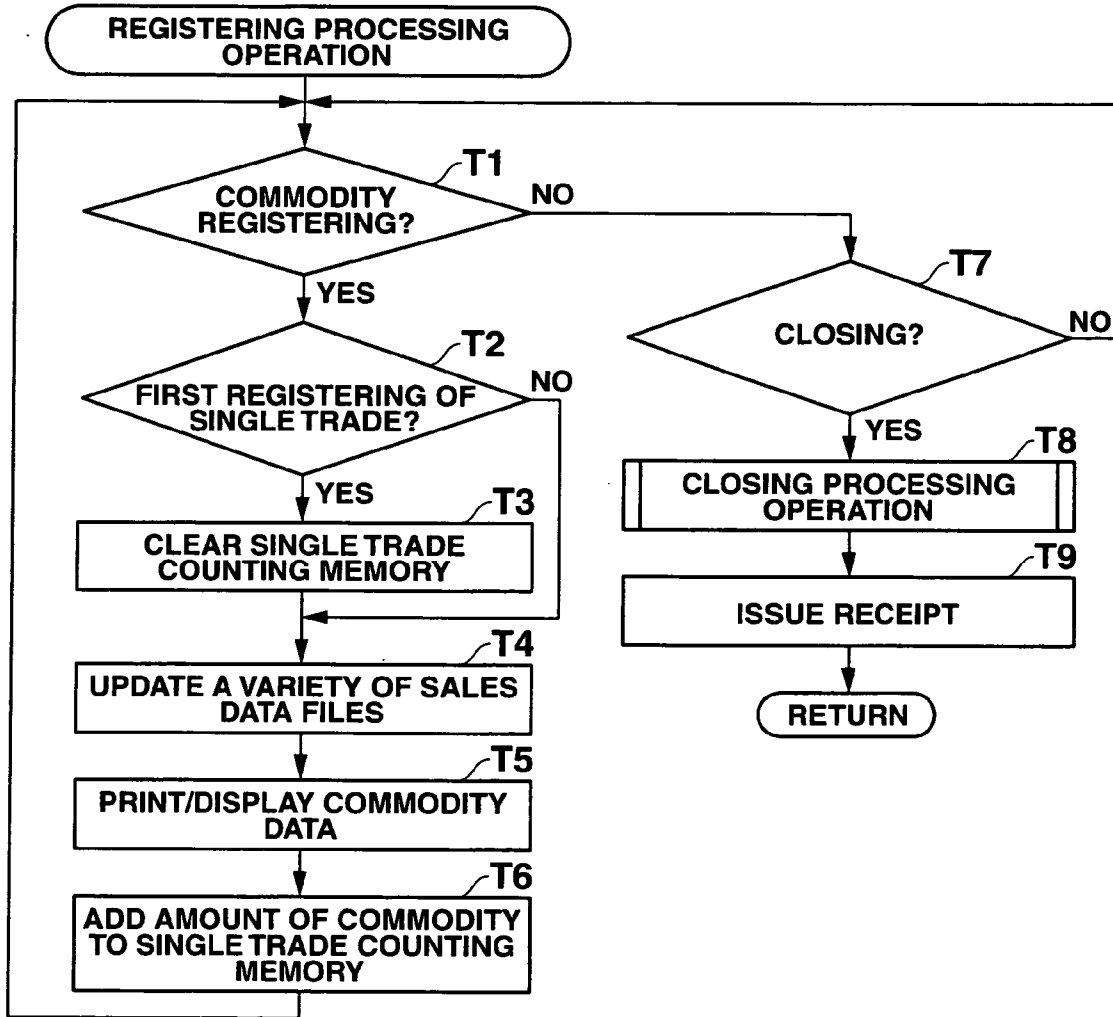 REGISTERING PROCESSING
OPERATION
T1
COMMODITY
REGISTERING?
NO
YES
T2
FIRST REGISTERING OF
SINGLE TRADE?
NO
YES
T3
CLEAR SINGLE TRADE
COUNTING MEMORY
T4
UPDATE A VARIETY OF SALES
DATA FILES
T5
PRINT/DISPLAY COMMODITY
DATA
T6
ADD AMOUNT OF COMMODITY
TO SINGLE TRADE COUNTING
MEMORY
T7
CLOSING?
NO
YES
T8
CLOSING PROCESSING
OPERATION
T9
ISSUE RECEIPT
RETURN